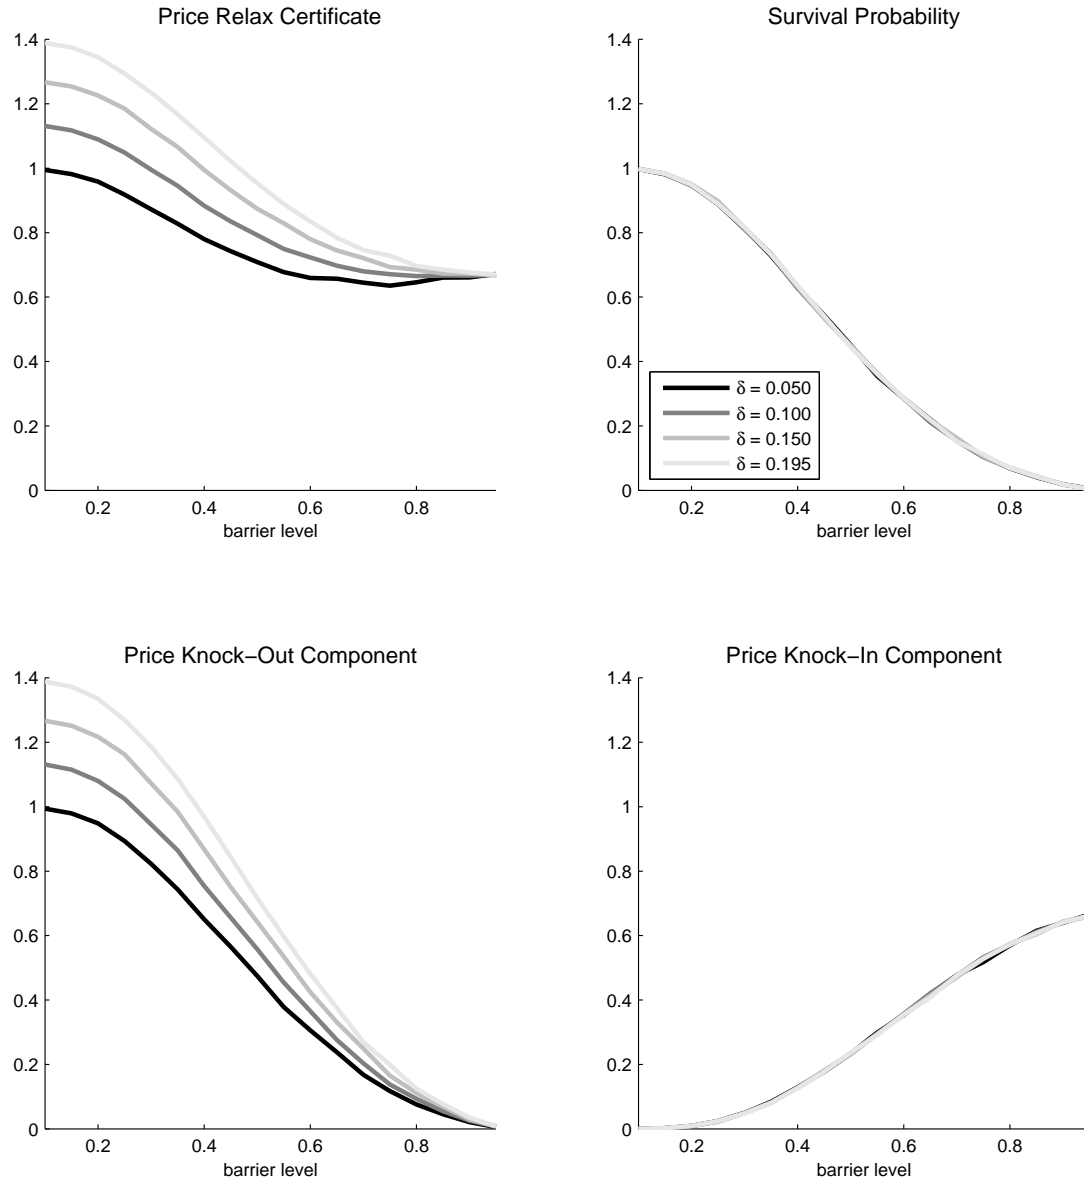 Price Relax Certificate
1.4
1.2
1
0.8
0.6
0.4
0.2
0
0.2 0.4 0.6 0.8
barrier level
Survival Probability
1.4
1.2
1
0.8
0.6
0.4
0.2
0
δ = 0.050
δ = 0.100
δ = 0.150
δ = 0.195
0.2 0.4 0.6 0.8
barrier level
Price Knock−Out Component
1.4
1.2
1
0.8
0.6
0.4
0.2
0
0.2 0.4 0.6 0.8
barrier level
Price Knock−In Component
1.4
1.2
1
0.8
0.6
0.4
0.2
0
0.2 0.4 0.6 0.8
barrier level